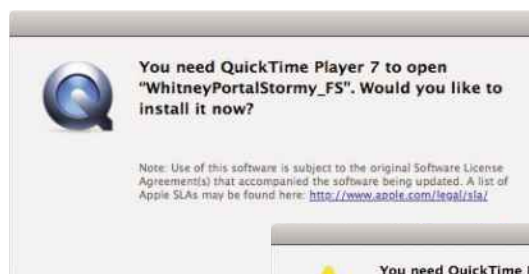 You need QuickTime Player 7 to open
"WhitneyPortalStormy_FS". Would you like to
install it now?
Note: Use of this software is subject to the original Software License
Agreement(s) that accompanied the software being updated. A list of
Apple SLAs may be found here: http://www.apple.com/legal/sla/
You need QuickTime